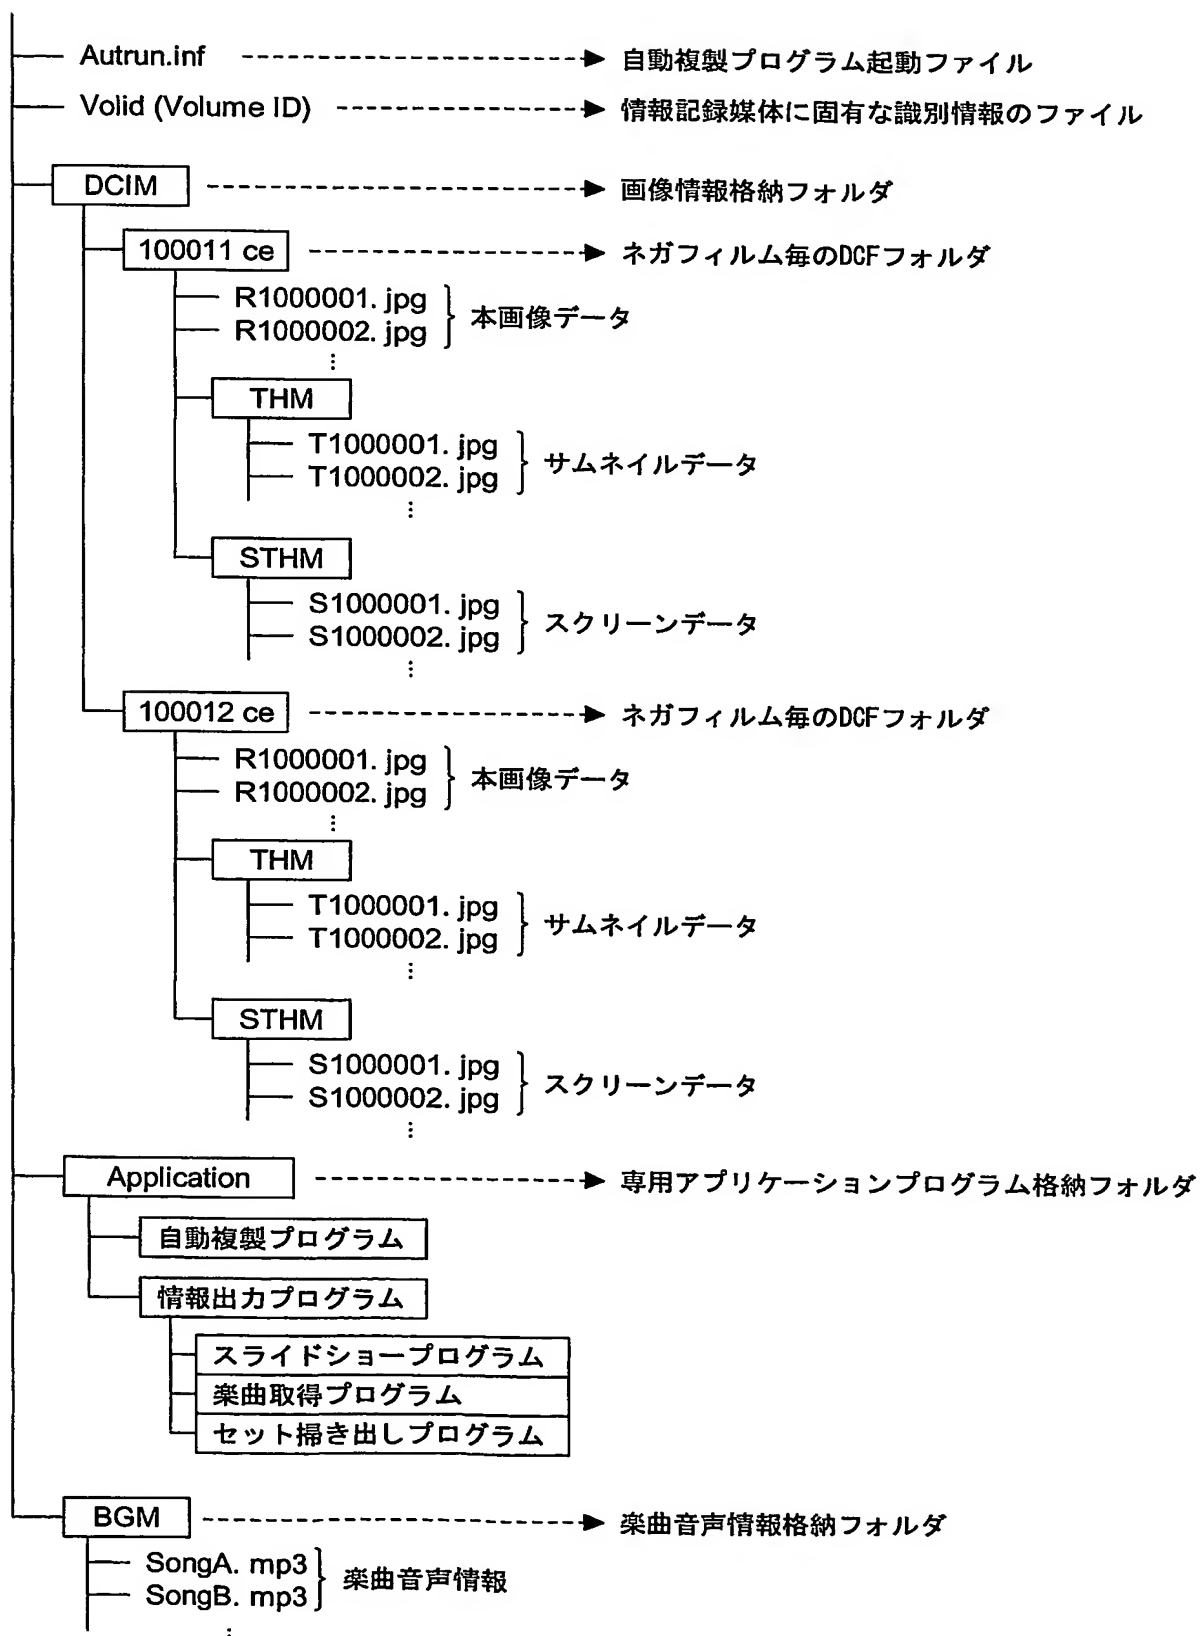 Autrun.inf 自動複製プログラム起動ファイル
Volid (Volume ID) 情報記録媒体に固有な識別情報のファイル
DCIM 画像情報格納フォルダ
100011 ce ネガフィルム毎のDCFフォルダ
R1000001. jpg
R1000002. jpg
本画像データ
THM
T1000001. jpg
T1000002. jpg
サムネイルデータ
STHM
S1000001. jpg
S1000002. jpg
スクリーンデータ
100012 ce ネガフィルム毎のDCFフォルダ
R1000001. jpg
R1000002. jpg
本画像データ
THM
T1000001. jpg
T1000002. jpg
サムネイルデータ
STHM
S1000001. jpg
S1000002. jpg
スクリーンデータ
Application 専用アプリケーションプログラム格納フォルダ
自動複製プログラム
情報出力プログラム
スライドショープログラム
楽曲取得プログラム
セット掃き出しプログラム
BGM 楽曲音声情報格納フォルダ
SongA. mp3
SongB. mp3
楽曲音声情報